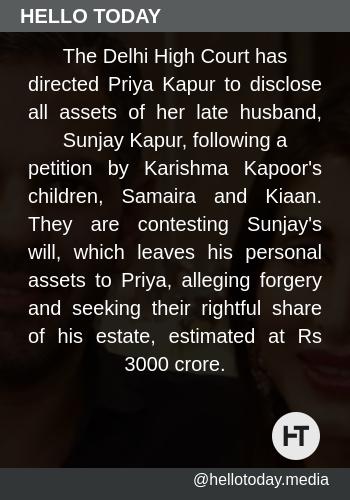 HELLO TODAY
The Delhi High Court has
directed Priya Kapur to disclose
all assets of her late husband,
Sunjay Kapur, following a
petition by Karishma Kapoor's
children, Samaira and Kiaan.
They are contesting Sunjay's
will, which leaves his personal
assets to Priya, alleging forgery
and seeking their rightful share
of his estate, estimated at Rs
3000 crore.
HT
@hellotoday.media